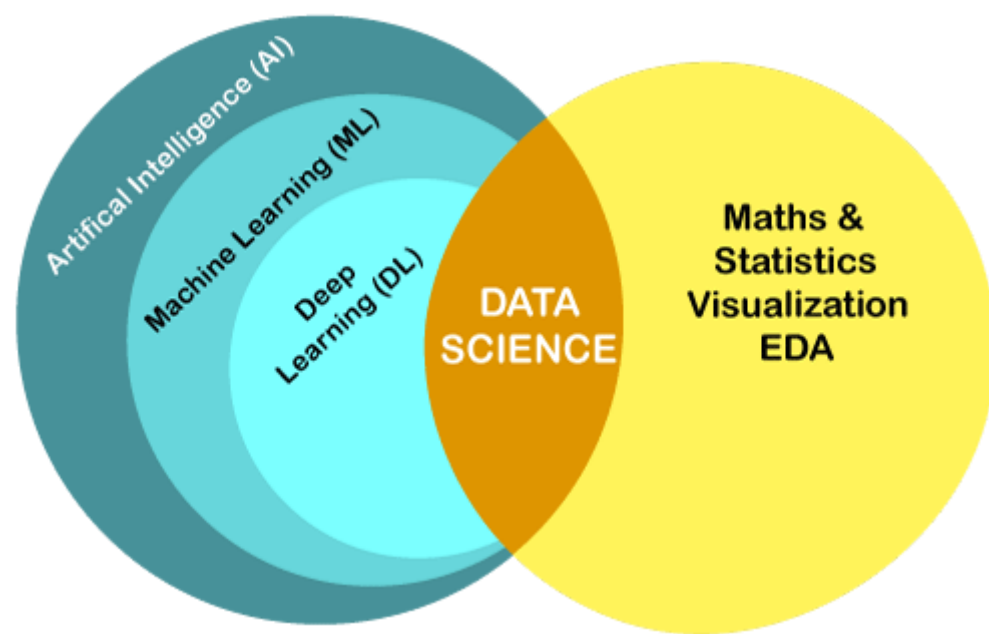 Artifical Intelligence (AI)
Machine Learning (ML)
Deep
Learning (DL)
DATA
SCIENCE
Maths &
Statistics
Visualization
EDA